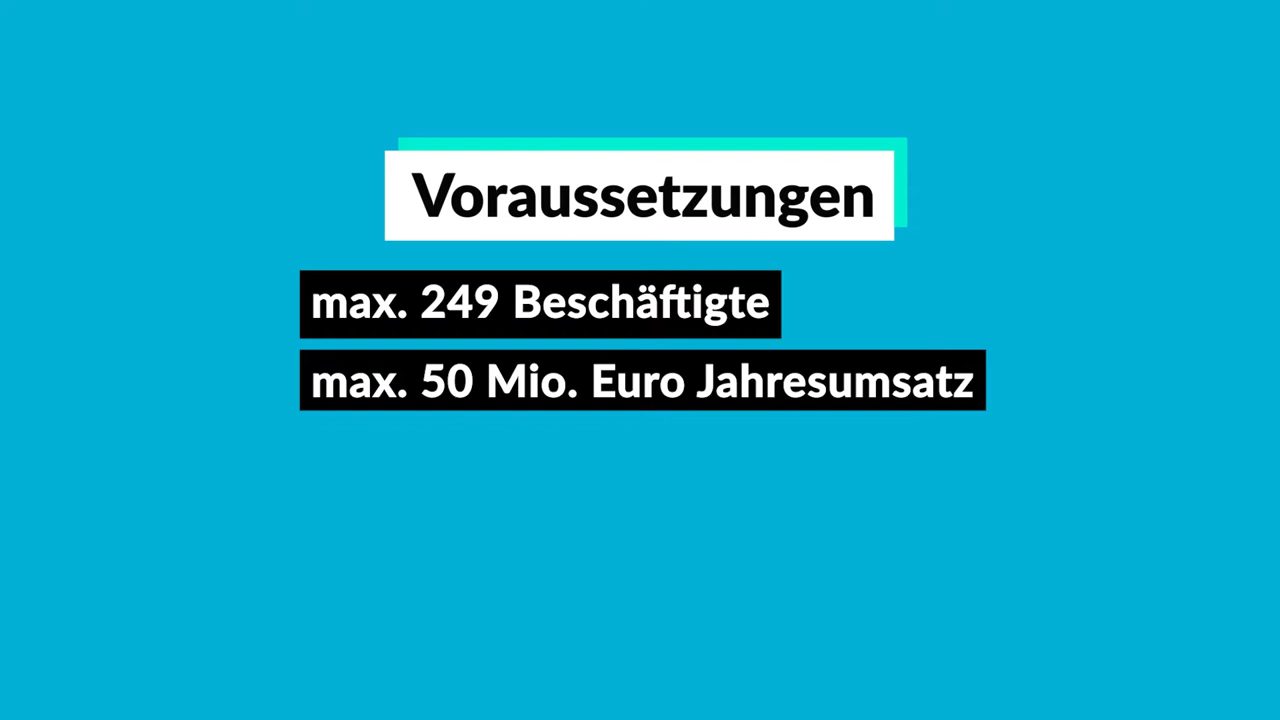 Voraussetzungen
max. 249 Beschäftigte
max. 50 Mio. Euro Jahresumsatz